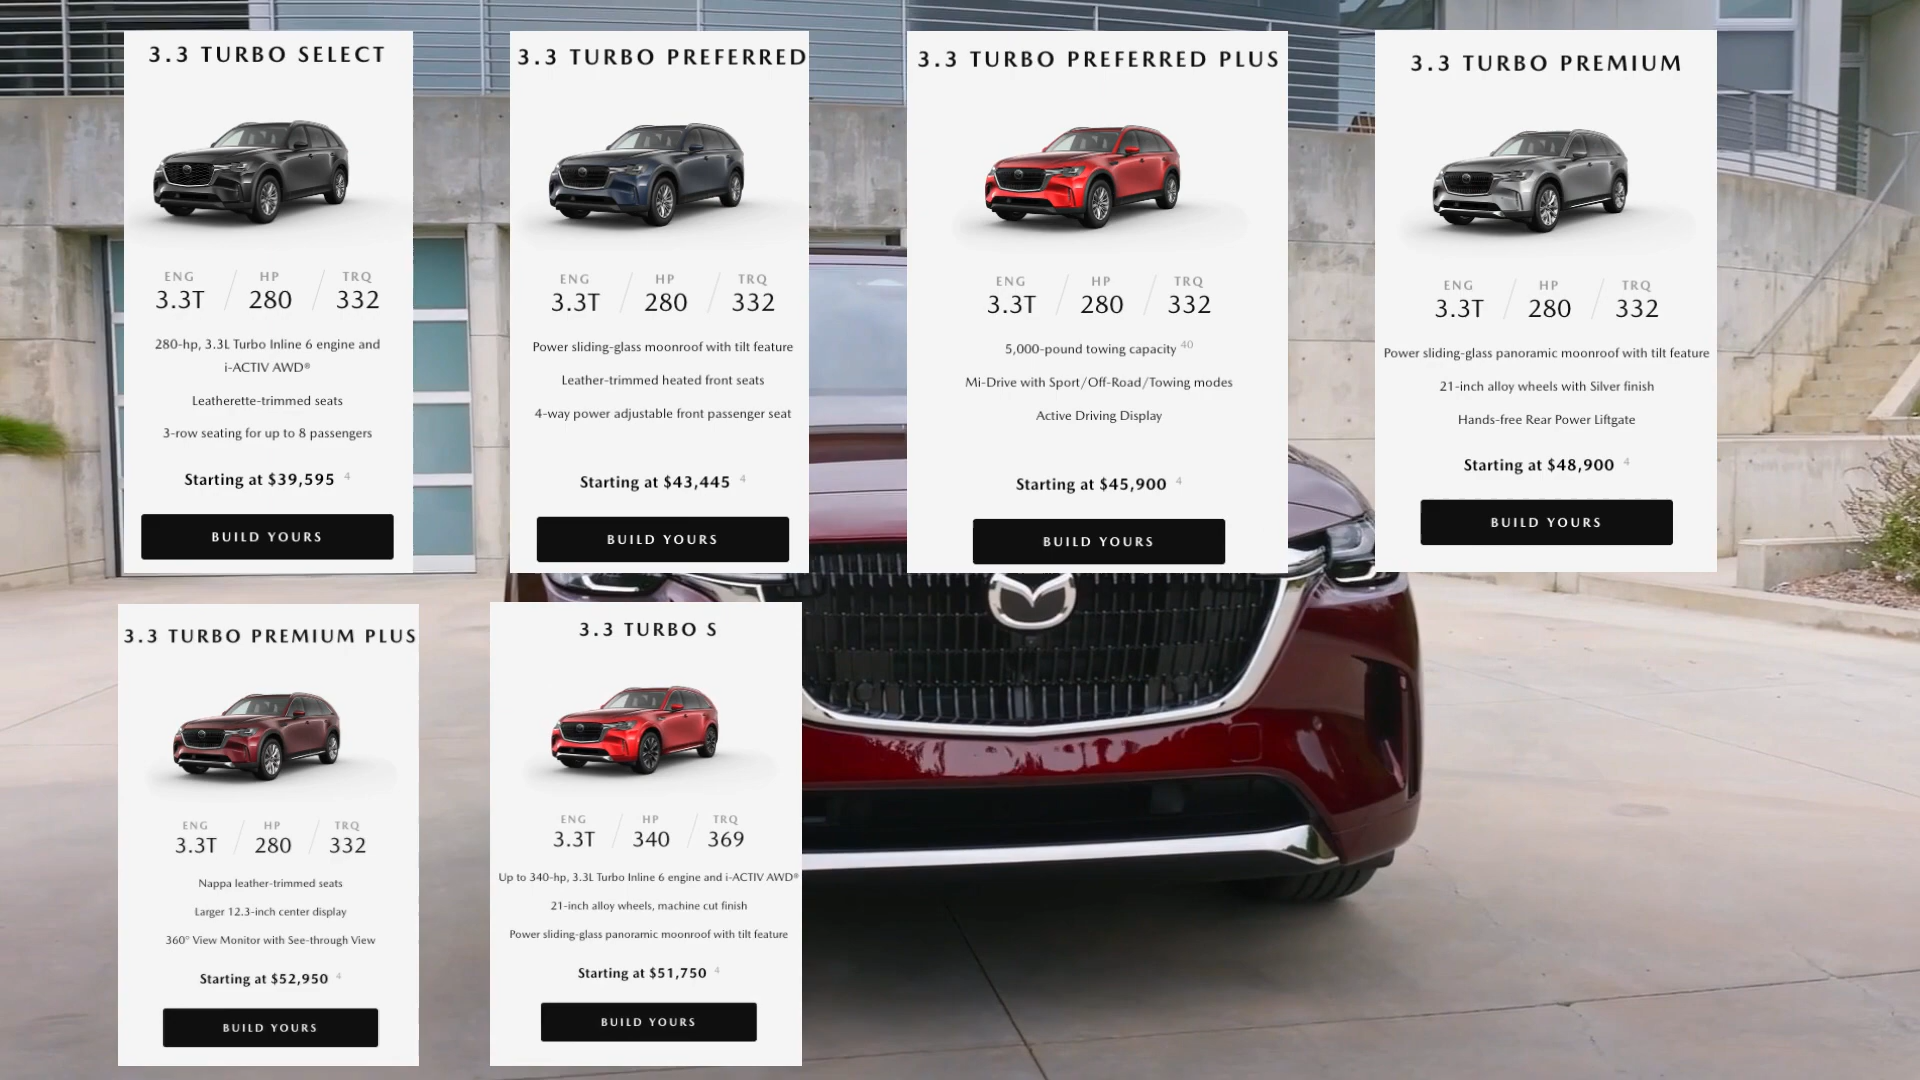 3.3 TURBO SELECT
ENG HP TRQ
3.3T 280 332
280-hp, 3.3L Turbo Inline 6 engine and
i-ACTIV AWD®
Leatherette-trimmed seats
3-row seating for up to 8 passengers
Starting at $39,595 4
BUILD YOURS
3.3 TURBO PREFERRED
ENG HP TRQ
3.3T 280 332
Power sliding-glass moonroof with tilt feature
Leather-trimmed heated front seats
4-way power adjustable front passenger seat
Starting at $43,445 4
BUILD YOURS
3.3 TURBO PREFERRED PLUS
ENG HP TRQ
3.3T 280 332
5,000-pound towing capacity 40
Mi-Drive with Sport/Off-Road/Towing modes
Active Driving Display
Starting at $45,900 4
BUILD YOURS
3.3 TURBO PREMIUM
ENG HP TRQ
3.3T 280 332
Power sliding-glass panoramic moonroof with tilt feature
21-inch alloy wheels with Silver finish
Hands-free Rear Power Liftgate
Starting at $48,900 4
BUILD YOURS
3.3 TURBO PREMIUM PLUS
ENG HP TRQ
3.3T 280 332
Nappa leather-trimmed seats
Larger 12.3-inch center display
360° View Monitor with See-through View
Starting at $52,950 4
BUILD YOURS
3.3 TURBO S
ENG HP TRQ
3.3T 340 369
Up to 340-hp, 3.3L Turbo Inline 6 engine and i-ACTIV AWD®
21-inch alloy wheels, machine cut finish
Power sliding-glass panoramic moonroof with tilt feature
Starting at $51,750 4
BUILD YOURS